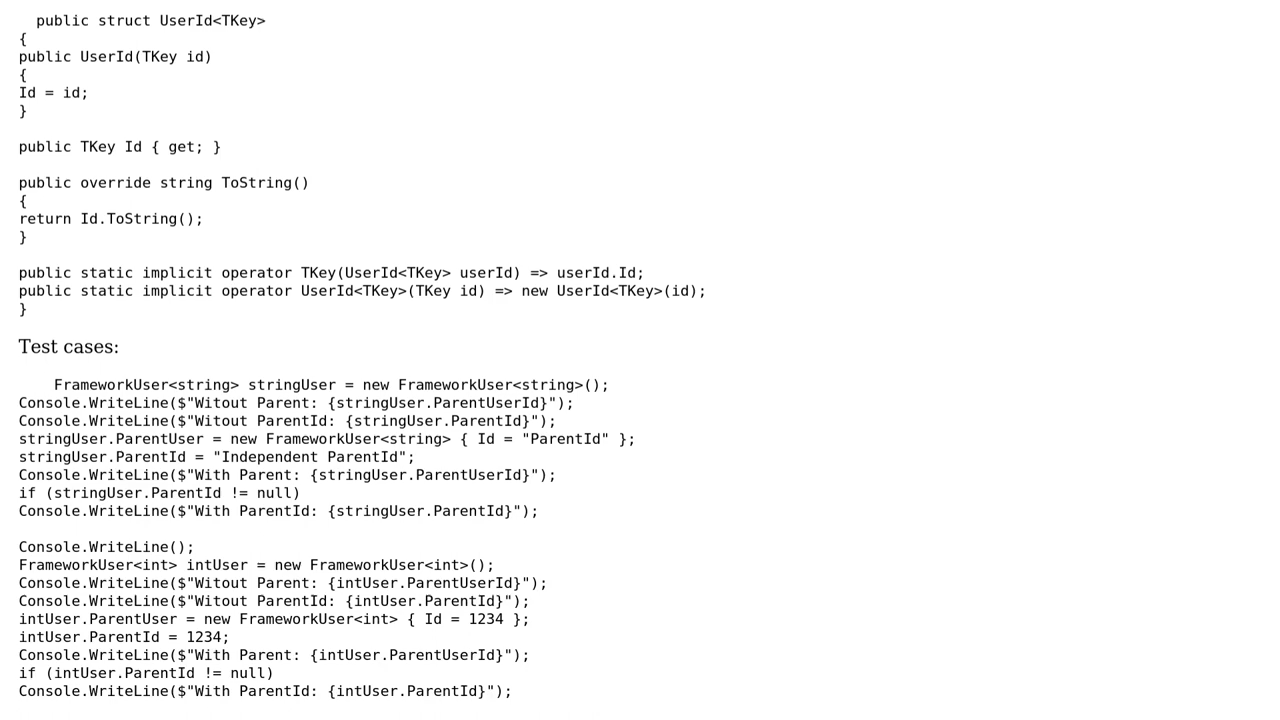 public struct UserId<TKey>
{
public UserId(TKey id)
{
Id = id;
}
public TKey Id { get; }
public override string ToString()
{
return Id.ToString();
}
public static implicit operator TKey(UserId<TKey> userId) => userId.Id;
public static implicit operator UserId<TKey>(TKey id) => new UserId<TKey>(id);
}
Test cases:
FrameworkUser<string> stringUser = new FrameworkUser<string>();
Console.WriteLine($"Witout Parent: {stringUser.ParentUserId}");
Console.WriteLine($"Witout ParentId: {stringUser.ParentId}");
stringUser.ParentUser = new FrameworkUser<string> { Id = "ParentId" };
stringUser.ParentId = "Independent ParentId";
Console.WriteLine($"With Parent: {stringUser.ParentUserId}");
if (stringUser.ParentId != null)
Console.WriteLine($"With ParentId: {stringUser.ParentId}");
Console.WriteLine();
FrameworkUser<int> intUser = new FrameworkUser<int>();
Console.WriteLine($"Witout Parent: {intUser.ParentUserId}");
Console.WriteLine($"Witout ParentId: {intUser.ParentId}");
intUser.ParentUser = new FrameworkUser<int> { Id = 1234 };
intUser.ParentId = 1234;
Console.WriteLine($"With Parent: {intUser.ParentUserId}");
if (intUser.ParentId != null)
Console.WriteLine($"With ParentId: {intUser.ParentId}");